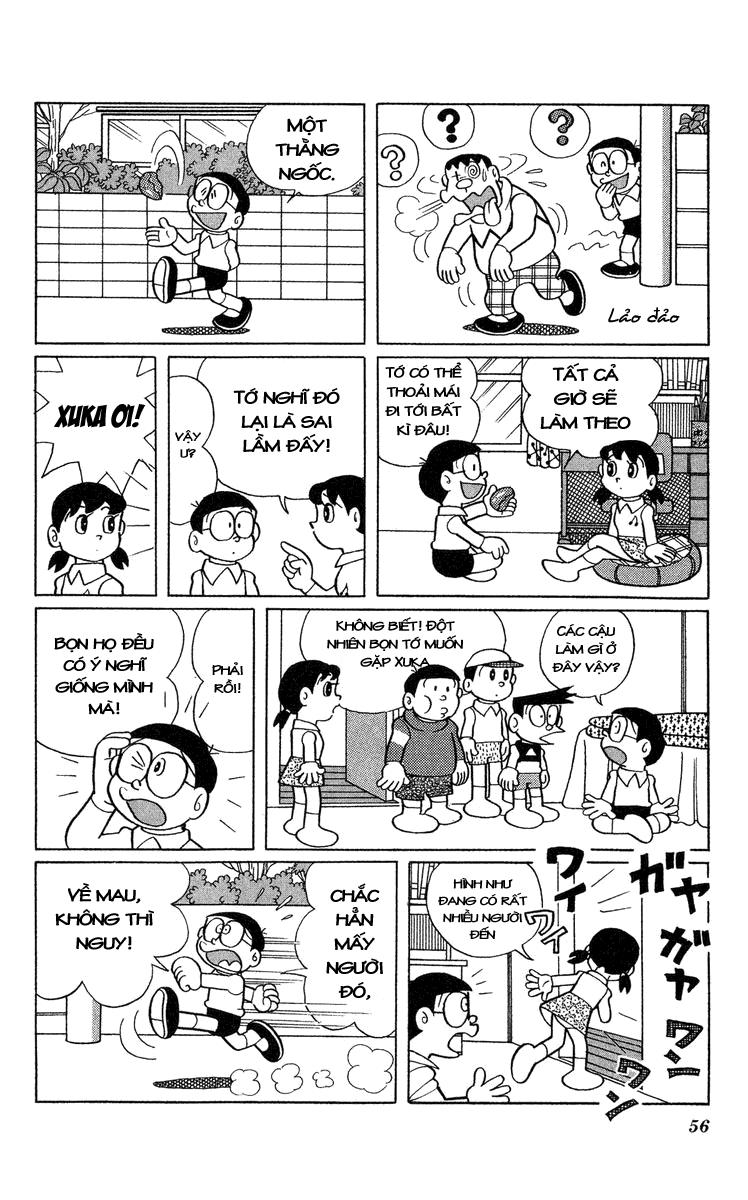 ?
?
?
LẢO ĐẢO
MỘT
THẰNG
NGỐC.
TẤT CẢ
GIỜ SẼ
LÀM THEO
TỚ CÓ THỂ
THOẢI MÁI
ĐI TỚI BẤT
KÌ ĐÂU!
TỚ NGHĨ ĐÓ
LẠI LÀ SAI
LẦM ĐẤY!
VẬY
Ư?
XUKA ƠI!
CÁC CẬU
LÀM GÌ Ở
ĐÂY VẬY?
KHÔNG BIẾT! ĐỘT
NHIÊN BỌN TỚ MUỐN
GẶP XUKA
PHẢI
RỒI!
BỌN HỌ ĐỀU
CÓ Ý NGHĨ
GIỐNG MÌNH
MÀ!
ガヤガヤ
ワンワン
ワイワイ
HÌNH NHƯ
ĐANG CÓ RẤT
NHIỀU NGƯỜI
ĐẾN
CHẮC
HẲN
MẤY
NGƯỜI
ĐÓ,
VỀ MAU,
KHÔNG THÌ
NGUY!
56